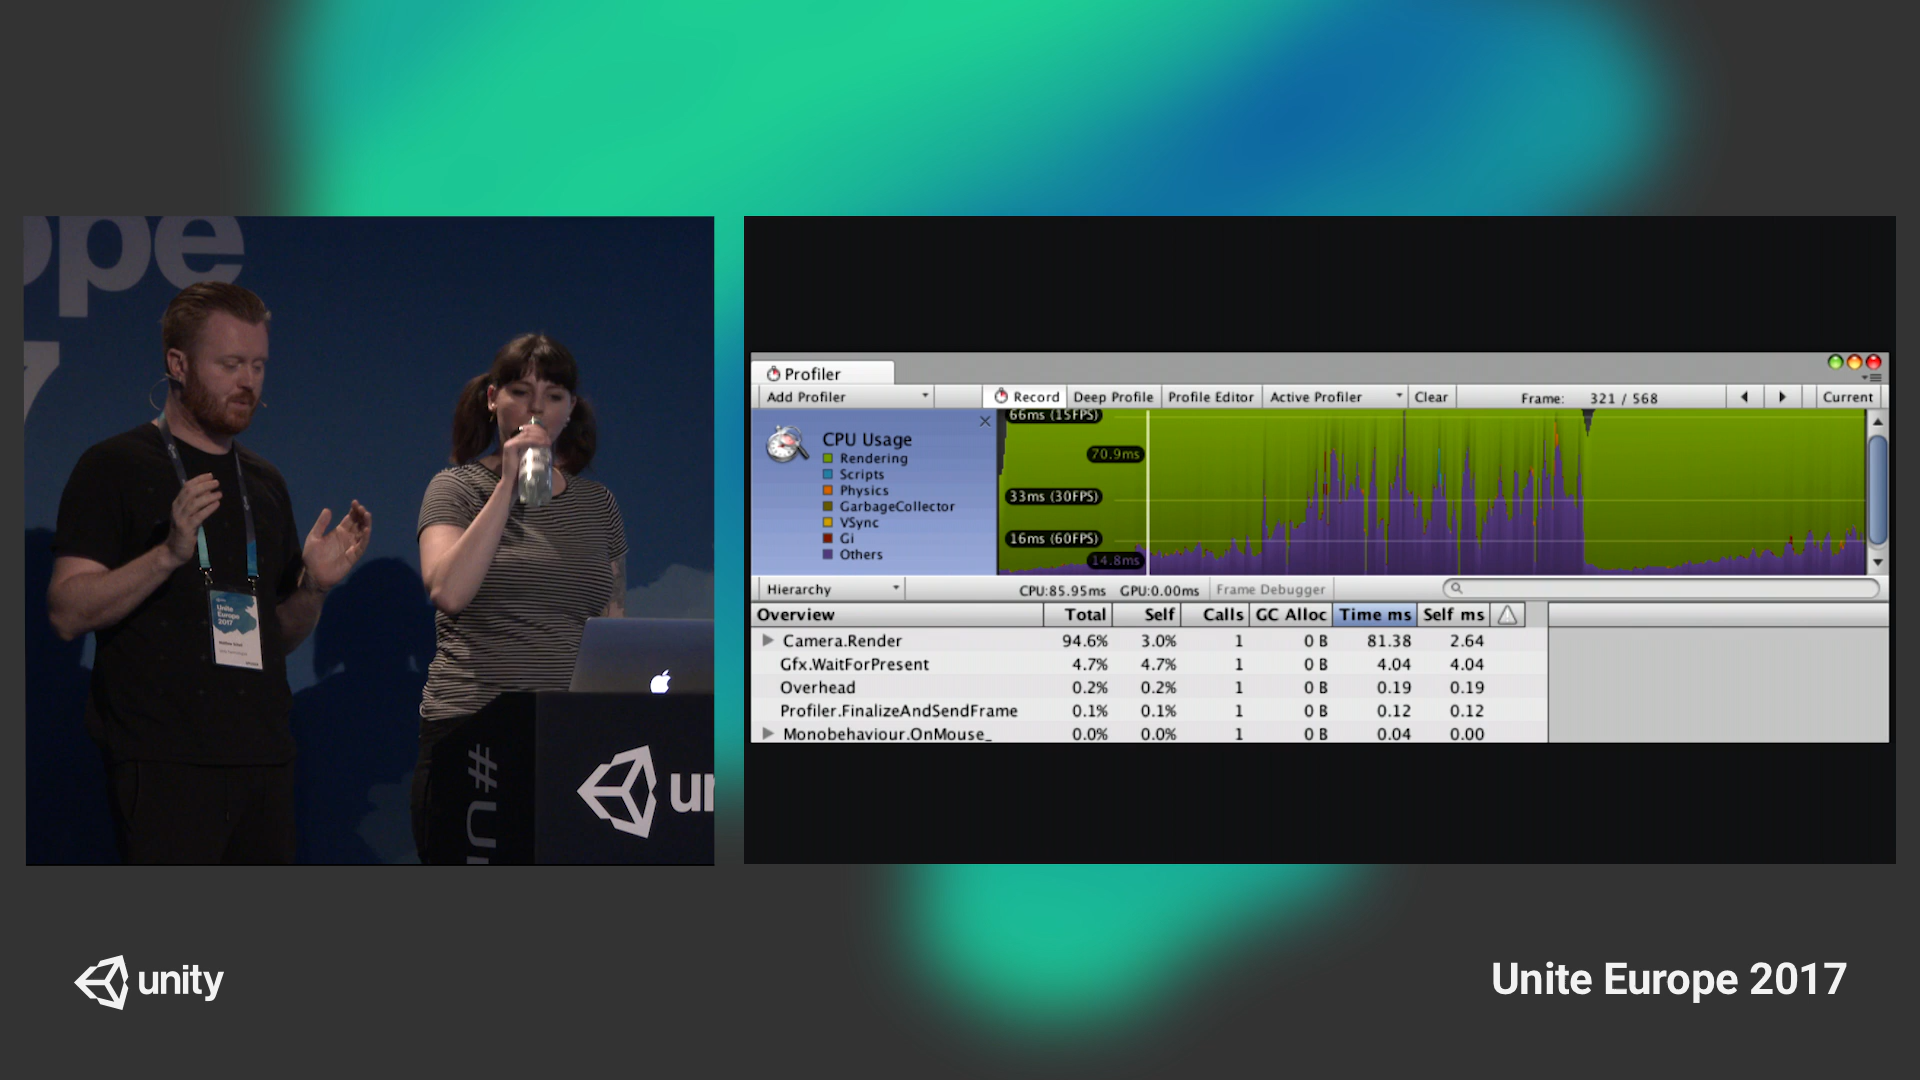 ope
7
Unite
Europe
2017
#U
un
Profiler
Add Profiler
Record
Deep Profile
Profile Editor
Active Profiler
Clear
Frame: 321 / 568
Current
CPU Usage
Rendering
Scripts
Physics
GarbageCollector
VSync
Gi
Others
66ms (15FPS)
70.9ms
33ms (30FPS)
16ms (60FPS)
14.8ms
Hierarchy
CPU:85.95ms GPU:0.00ms
Frame Debugger
Overview Total Self Calls GC Alloc Time ms Self ms
Camera.Render 94.6% 3.0% 1 0 B 81.38 2.64
Gfx.WaitForPresent 4.7% 4.7% 1 0 B 4.04 4.04
Overhead 0.2% 0.2% 1 0 B 0.19 0.19
Profiler.FinalizeAndSendFrame 0.1% 0.1% 1 0 B 0.12 0.12
Monobehaviour.OnMouse_ 0.0% 0.0% 1 0 B 0.04 0.00
unity
Unite Europe 2017